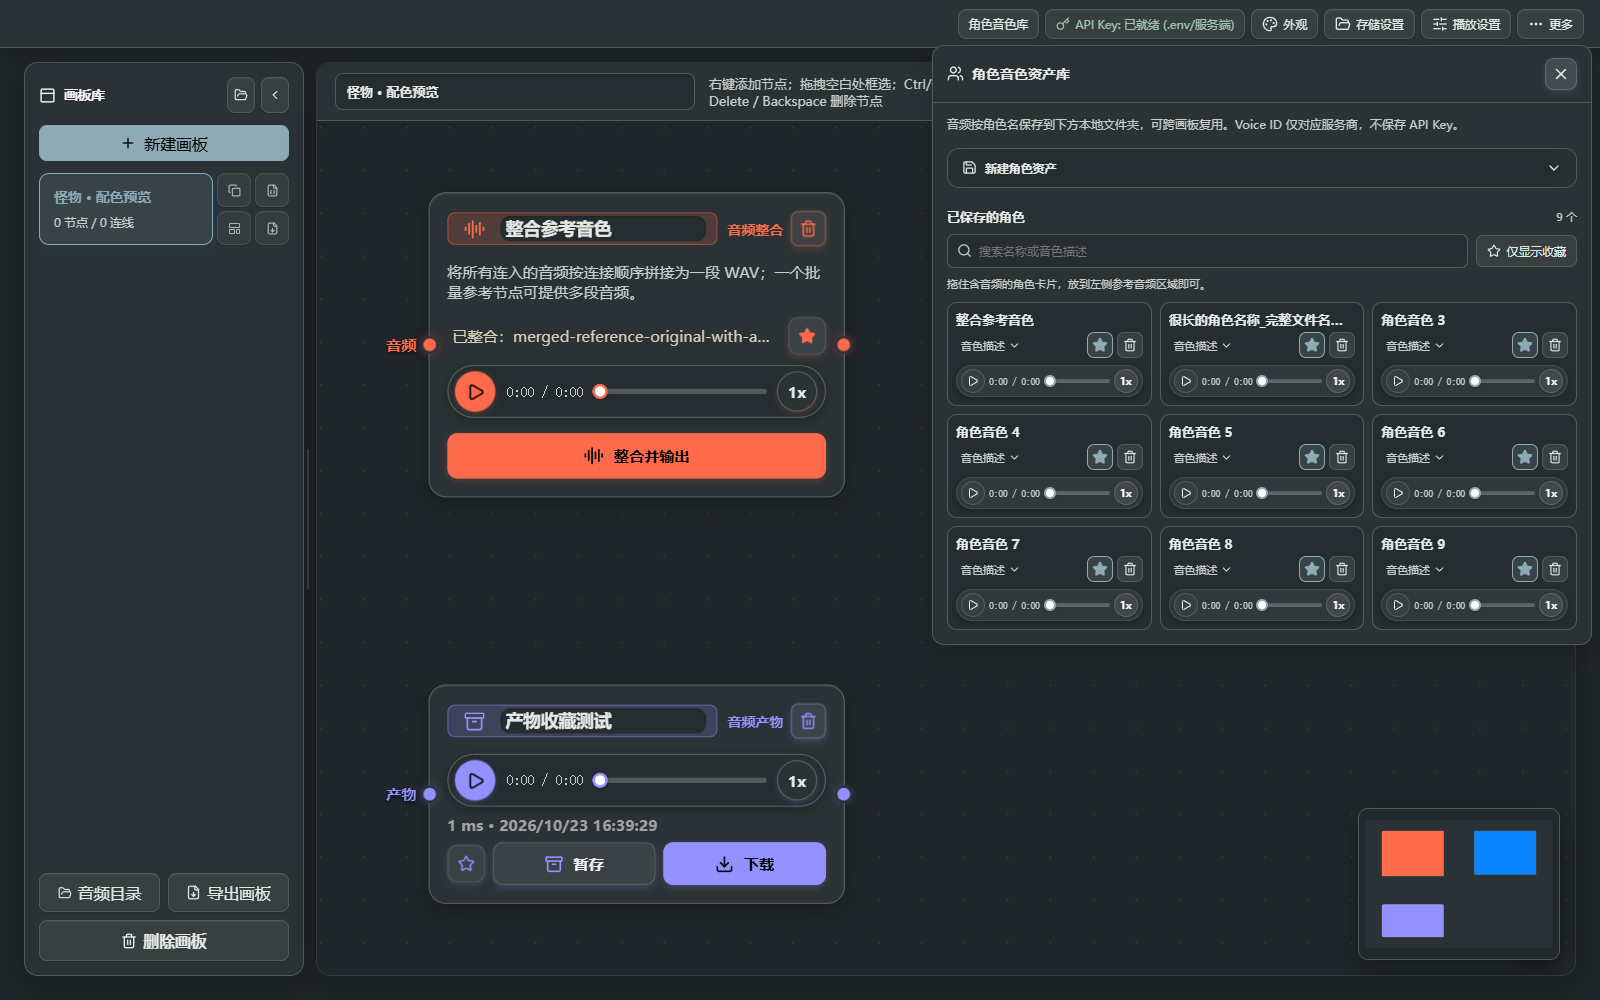 角色音色库
API Key: 已就绪 (.env/服务端)
外观
存储设置
播放设置
更多
画板库
新建画板
怪物 • 配色预览
0 节点 / 0 连线
音频目录
导出画板
删除画板
怪物 • 配色预览
右键添加节点；拖拽空白处框选；Ctrl/
Delete / Backspace 删除节点
整合参考音色
音频整合
将所有连入的音频按连接顺序拼接为一段 WAV；一个批
量参考节点可提供多段音频。
音频
已整合：merged-reference-original-with-a...
0:00 / 0:00
1x
整合并输出
产物收藏测试
音频产物
产物
0:00 / 0:00
1x
1 ms • 2026/10/23 16:39:29
暂存
下载
角色音色资产库
音频按角色名保存到下方本地文件夹，可跨画板复用。Voice ID 仅对应服务商，不保存 API Key。
新建角色资产
已保存的角色
9 个
搜索名称或音色描述
仅显示收藏
拖住含音频的角色卡片，放到左侧参考音频区域即可。
整合参考音色
音色描述
0:00 / 0:00
1x
很长的角色名称_完整文件名...
音色描述
0:00 / 0:00
1x
角色音色 3
音色描述
0:00 / 0:00
1x
角色音色 4
音色描述
0:00 / 0:00
1x
角色音色 5
音色描述
0:00 / 0:00
1x
角色音色 6
音色描述
0:00 / 0:00
1x
角色音色 7
音色描述
0:00 / 0:00
1x
角色音色 8
音色描述
0:00 / 0:00
1x
角色音色 9
音色描述
0:00 / 0:00
1x